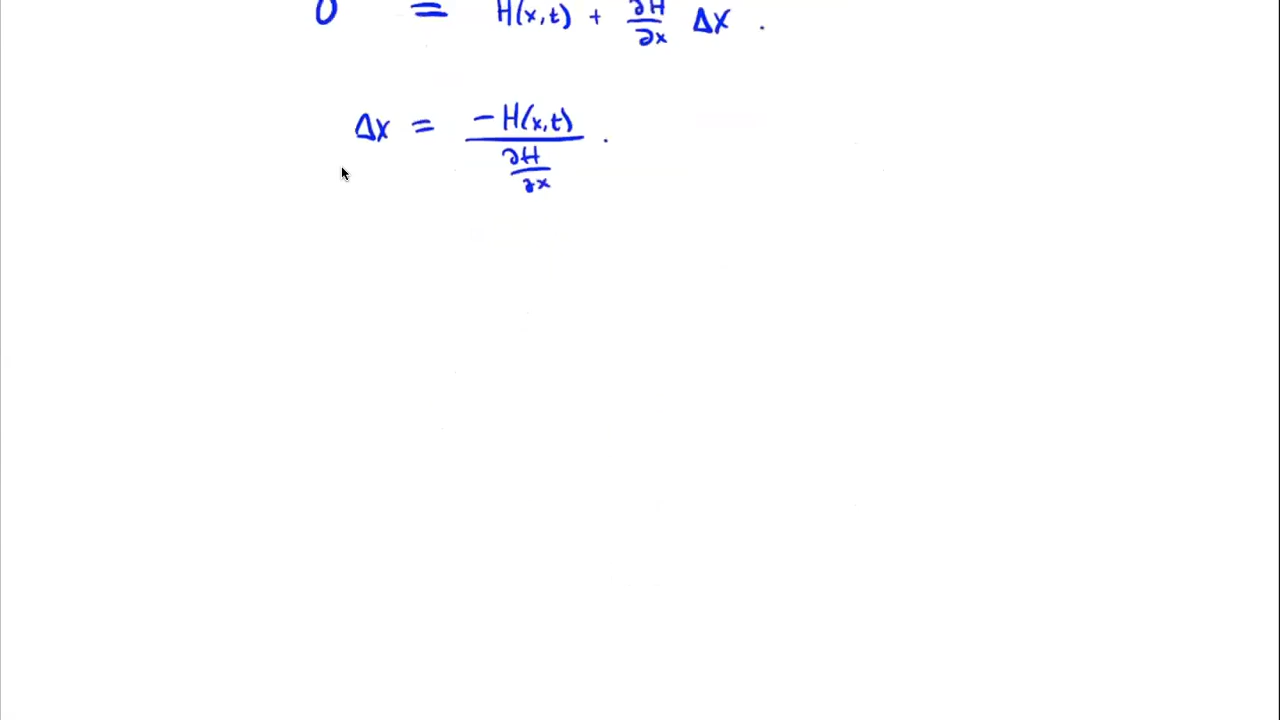 0 = H(x,t) + ∂H/∂x Δx .
Δx = -H(x,t) / ∂H/∂x .